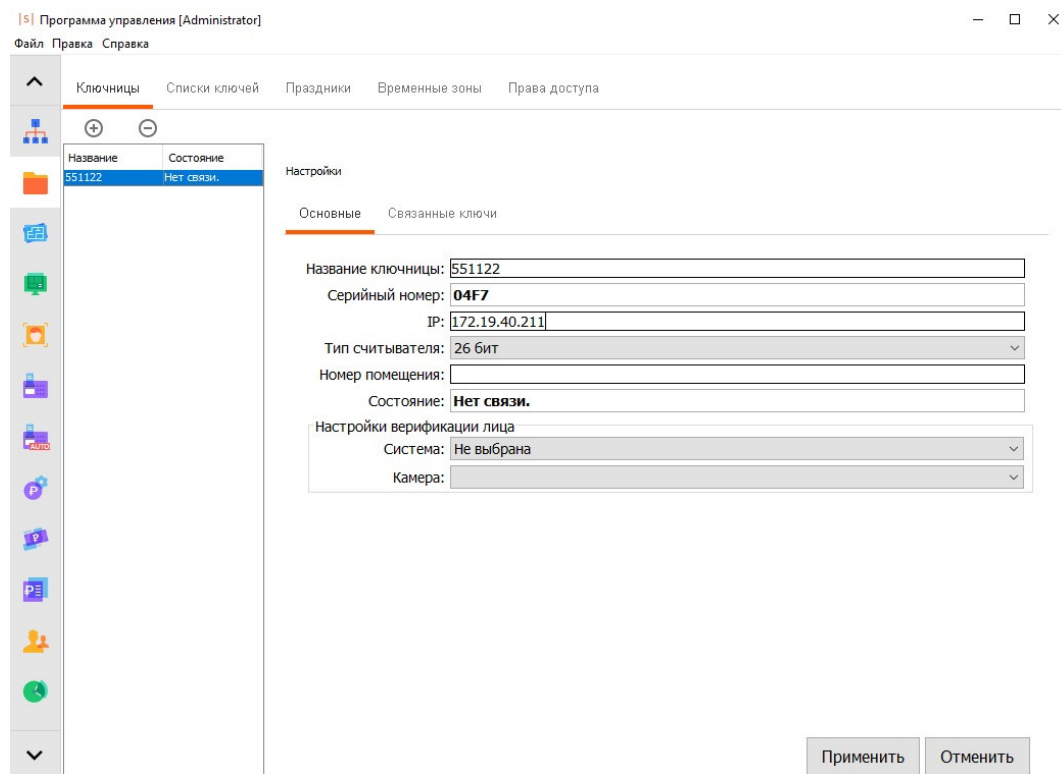 |S| Программа управления [Administrator]
Файл Правка Справка
Ключницы Списки ключей Праздники Временные зоны Права доступа
Название Состояние
551122 Нет связи.
Настройки
Основные Связанные ключи
Название ключницы: 551122
Серийный номер: 04F7
IP: 172.19.40.211
Тип считывателя: 26 бит
Номер помещения:
Состояние: Нет связи.
Настройки верификации лица
Система: Не выбрана
Камера:
AUTO
Применить Отменить